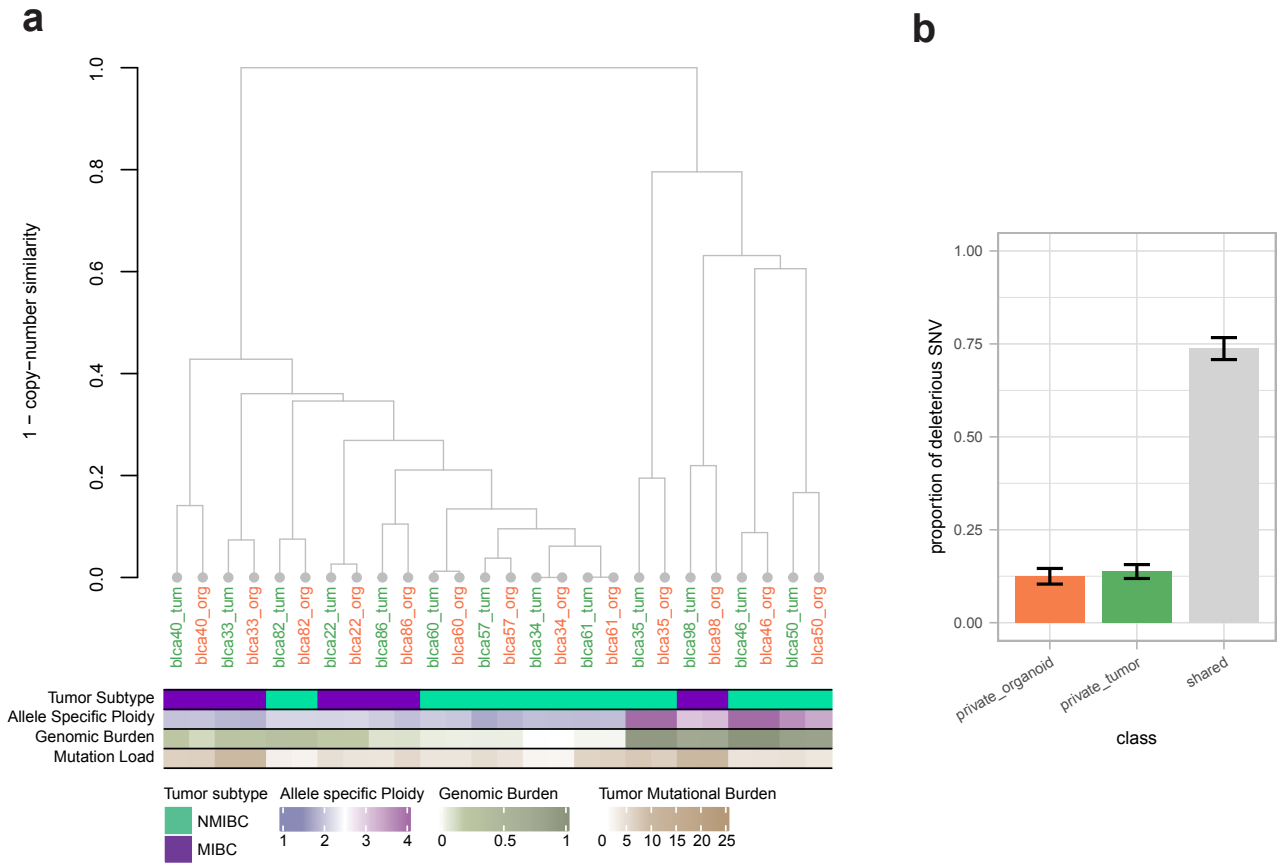 a
1 − copy−number similarity
1.0
0.8
0.6
0.4
0.2
0.0
blca40_tum
blca40_org
blca33_tum
blca33_org
blca82_tum
blca82_org
blca22_tum
blca22_org
blca86_tum
blca86_org
blca60_tum
blca60_org
blca57_tum
blca57_org
blca34_tum
blca34_org
blca61_tum
blca61_org
blca35_tum
blca35_org
blca98_tum
blca98_org
blca46_tum
blca46_org
blca50_tum
blca50_org
Tumor Subtype
Allele Specific Ploidy
Genomic Burden
Mutation Load
Tumor subtype
NMIBC
MIBC
Allele specific Ploidy
1 2 3 4
Genomic Burden
0 0.5 1
Tumor Mutational Burden
0 5 10 15 20 25
b
proportion of deleterious SNV
1.00
0.75
0.50
0.25
0.00
private_organoid
private_tumor
shared
class